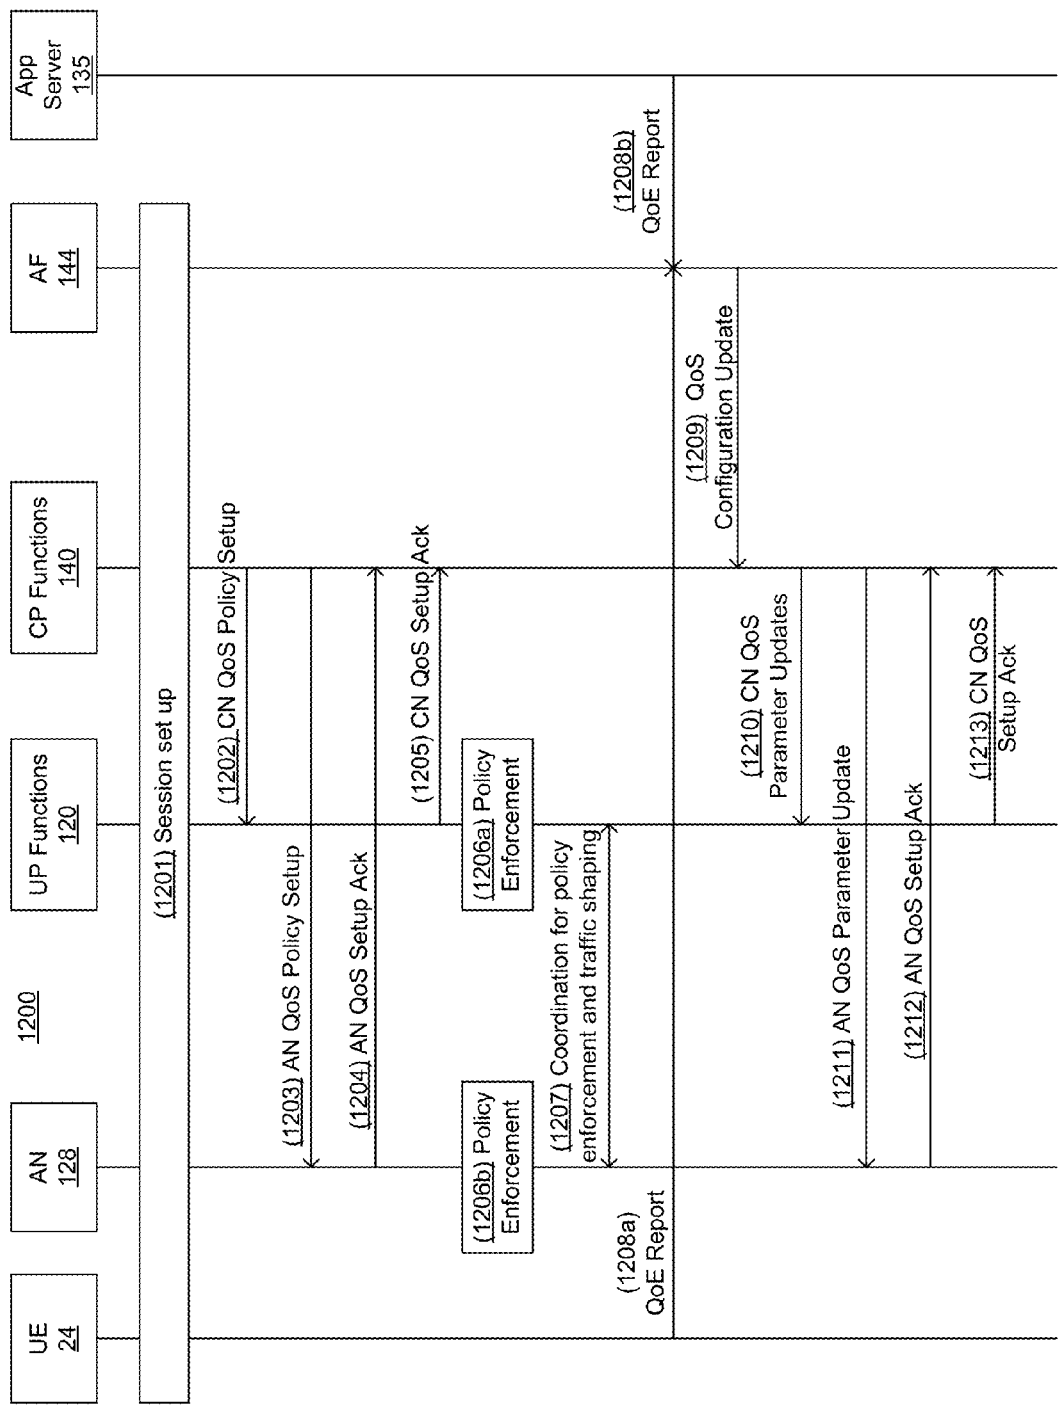 1200
UE
24
AN
128
UP Functions
120
CP Functions
140
AF
144
App
Server
135
(1201) Session set up
(1202) CN QoS Policy Setup
(1203) AN QoS Policy Setup
(1204) AN QoS Setup Ack
(1205) CN QoS Setup Ack
(1206b) Policy
Enforcement
(1206a) Policy
Enforcement
(1207) Coordination for policy
enforcement and traffic shaping
(1208a)
QoE Report
(1208b)
QoE Report
(1209) QoS
Configuration Update
(1210) CN QoS
Parameter Updates
(1211) AN QoS Parameter Update
(1212) AN QoS Setup Ack
(1213) CN QoS
Setup Ack